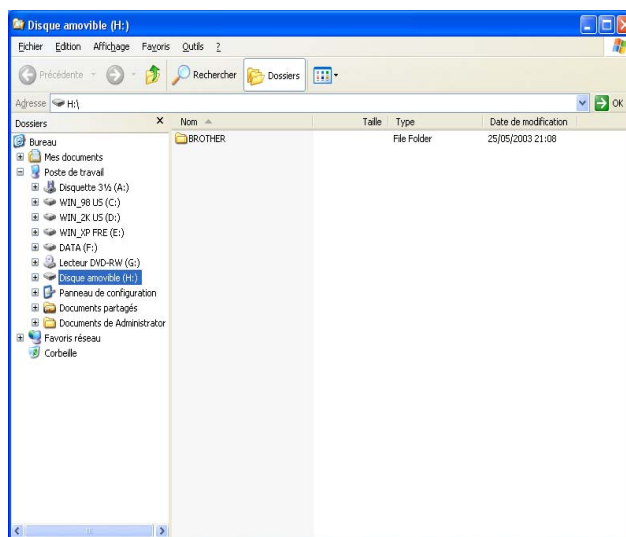 Disque amovible (H:)
Fichier Edition Affichage Favoris Outils ?
Précédente Rechercher Dossiers
Adresse H:\ OK
Dossiers × Nom Taille Type Date de modification
Bureau
BROTHER File Folder 25/05/2003 21:08
Mes documents
Poste de travail
Disquette 3½ (A:)
WIN_98 US (C:)
WIN_2K US (D:)
WIN_XP FRE (E:)
DATA (F:)
Lecteur DVD-RW (G:)
Disque amovible (H:)
Panneau de configuration
Documents partagés
Documents de Administrator
Favoris réseau
Corbeille